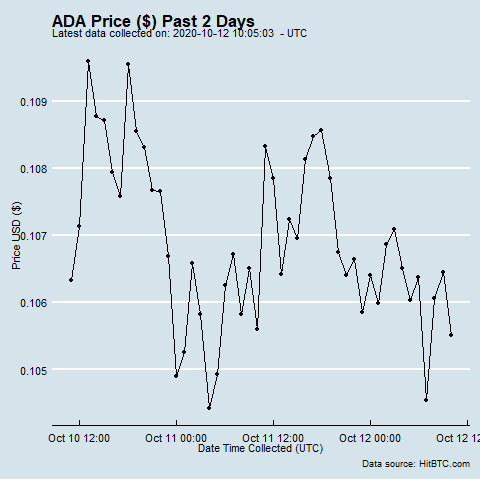 ADA Price ($) Past 2 Days
Latest data collected on: 2020-10-12 10:05:03  - UTC
0.109
0.108
0.107
0.106
0.105
Price USD ($)
Oct 10 12:00 Oct 11 00:00 Oct 11 12:00 Oct 12 00:00 Oct 12 12
Date Time Collected (UTC)
Data source: HitBTC.com